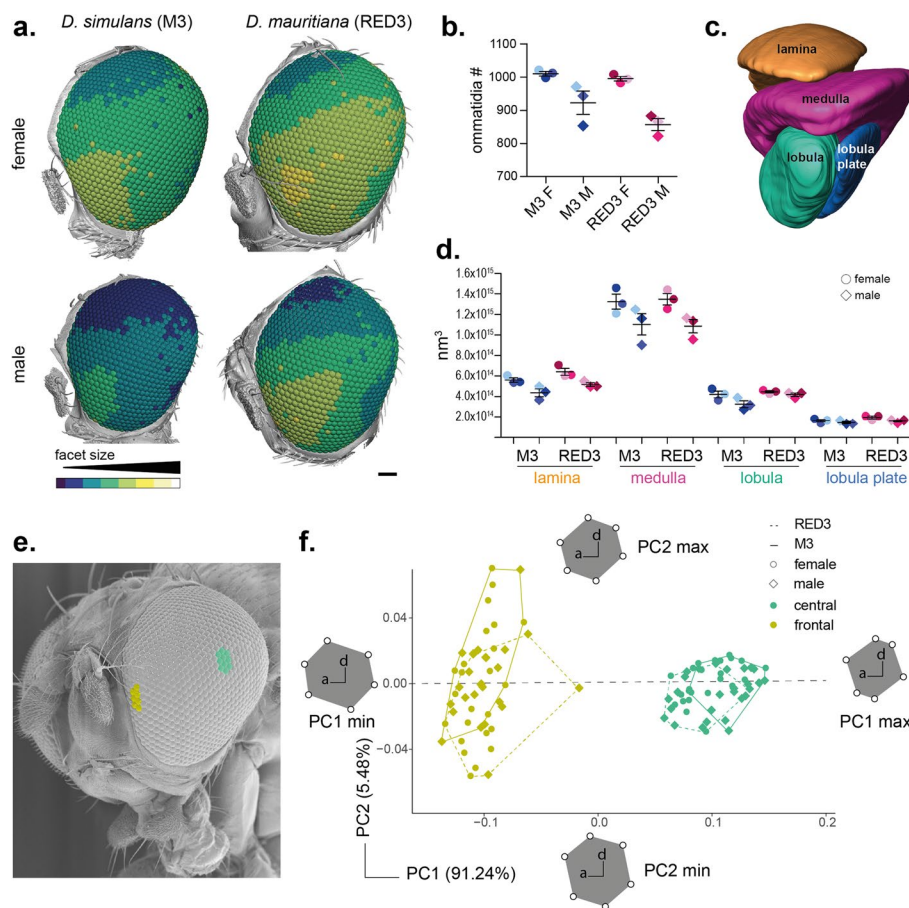 a.
D. simulans (M3)
D. mauritiana (RED3)
female
male
facet size
b.
ommatidia #
1100
1000
900
800
700
M3 F
M3 M
RED3 F
RED3 M
c.
lamina
medulla
lobula
lobula
plate
d.
nm³
1.6x10¹⁵
1.4x10¹⁵
1.2x10¹⁵
1.0x10¹⁵
8.0x10¹⁴
6.0x10¹⁴
4.0x10¹⁴
2.0x10¹⁴
female
male
M3 RED3 M3 RED3 M3 RED3 M3 RED3
lamina medulla lobula lobula plate
e.
f.
d
a
PC2 max
RED3
M3
female
male
central
frontal
d
a
PC1 min
d
a
PC1 max
0.04
0.00
-0.04
-0.1 0.0 0.1 0.2
PC2 (5.48%)
PC1 (91.24%)
d
a
PC2 min